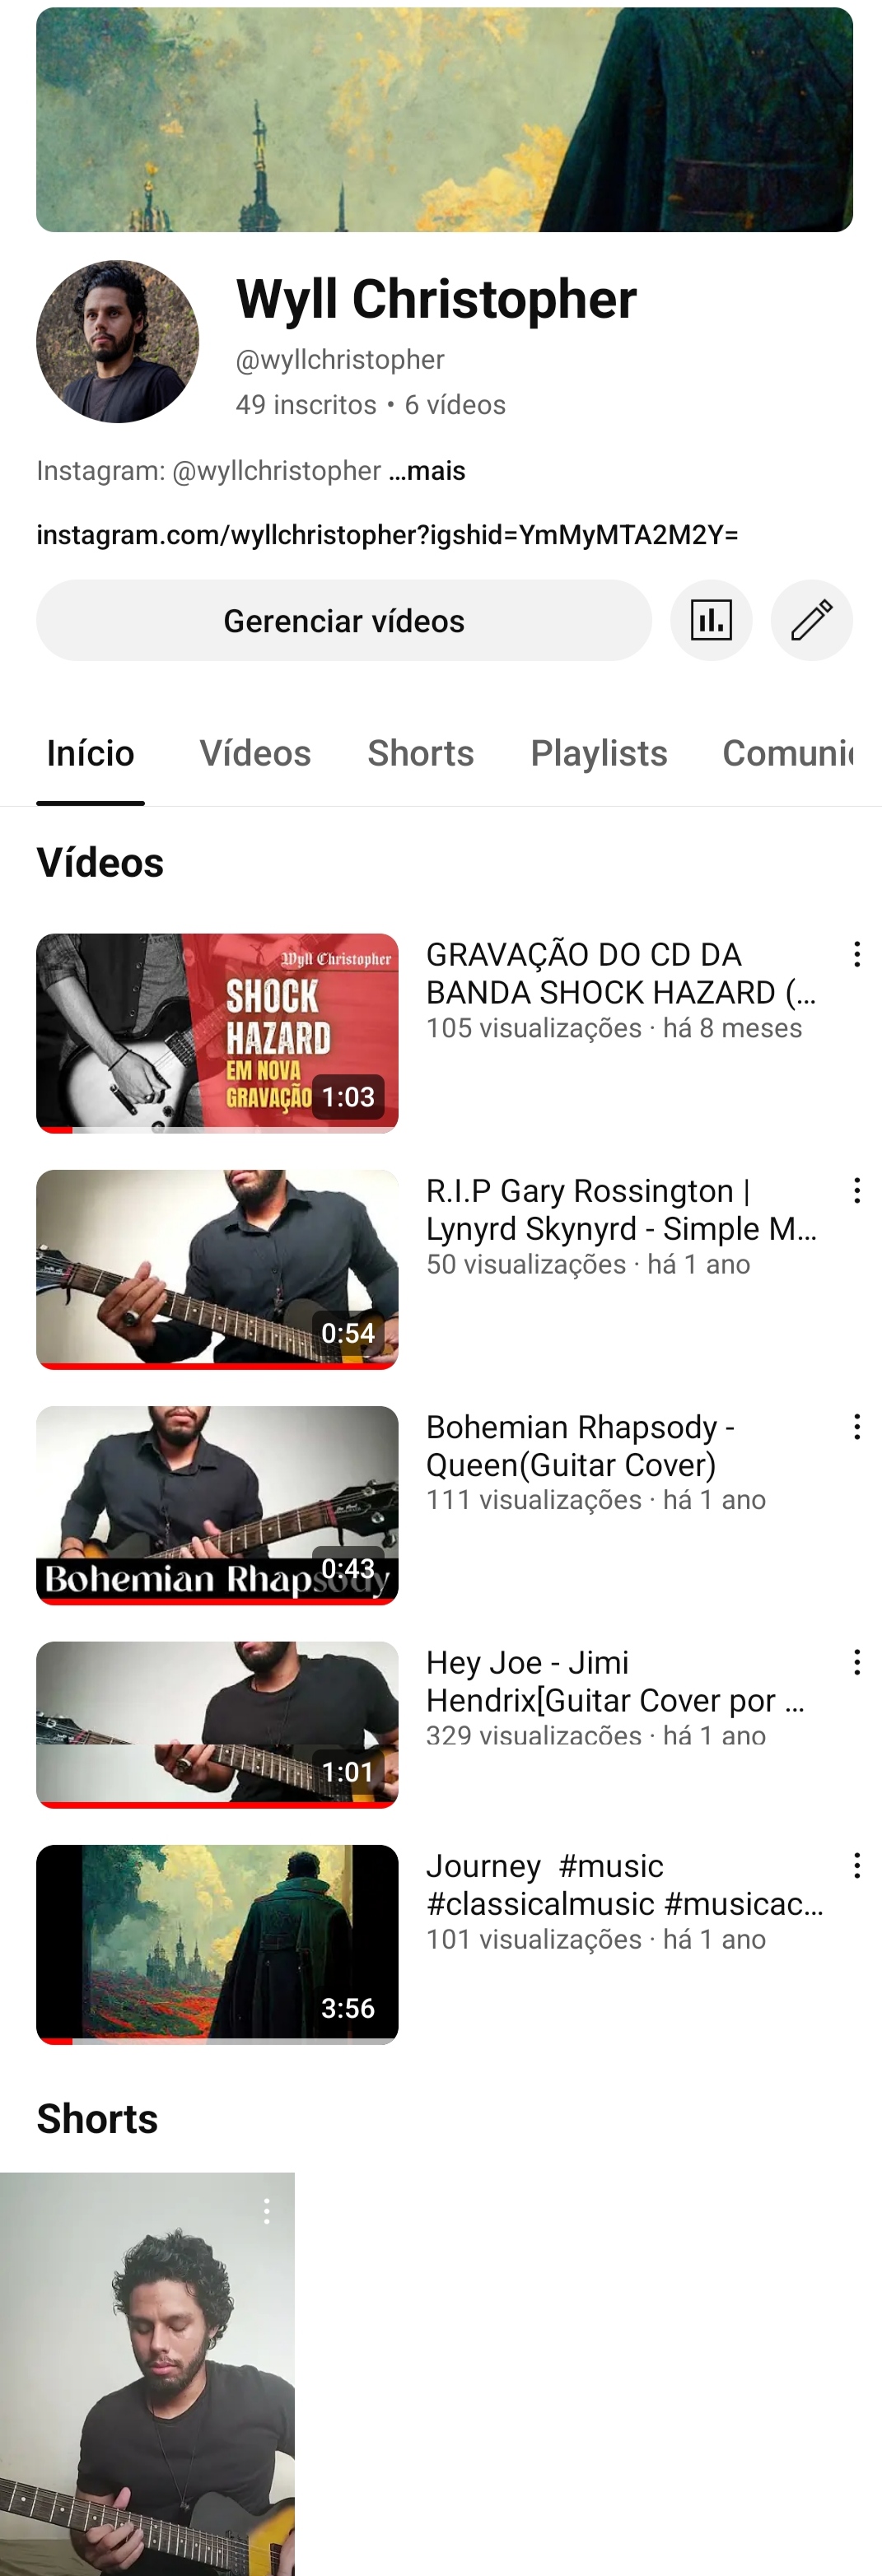 Wyll Christopher
@wyllchristopher
49 inscritos • 6 vídeos
Instagram: @wyllchristopher ...mais
instagram.com/wyllchristopher?igshid=YmMyMTA2M2Y=
Gerenciar vídeos
Início Vídeos Shorts Playlists Comunic
Vídeos
Wyll Christopher
SHOCK
HAZARD
EM NOVA
GRAVAÇÃO
1:03
GRAVAÇÃO DO CD DA
BANDA SHOCK HAZARD (...
105 visualizações · há 8 meses
0:54
R.I.P Gary Rossington |
Lynyrd Skynyrd - Simple M...
50 visualizações · há 1 ano
0:43
Bohemian Rhapsody
Bohemian Rhapsody -
Queen(Guitar Cover)
111 visualizações · há 1 ano
1:01
Hey Joe - Jimi
Hendrix[Guitar Cover por ...
329 visualizações · há 1 ano
3:56
Journey  #music
#classicalmusic #musicac...
101 visualizações · há 1 ano
Shorts